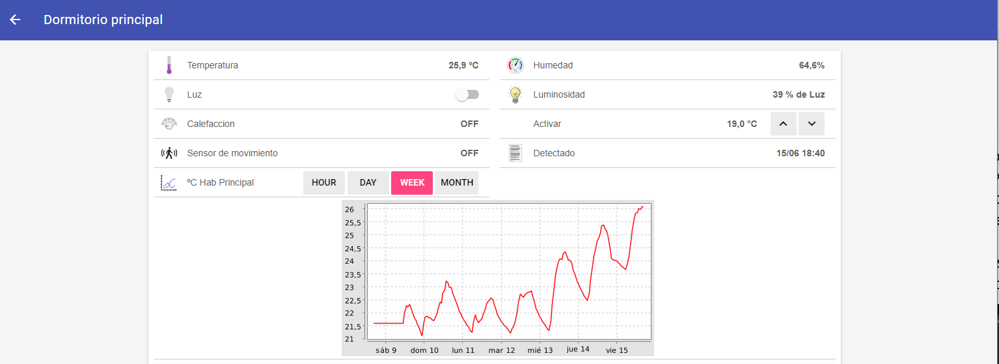 Dormitorio principal
Temperatura 25,9 °C Humedad 64,6%
Luz Luminosidad 39 % de Luz
Calefaccion OFF Activar 19,0 °C
Sensor de movimiento OFF Detectado 15/06 18:40
ºC Hab Principal HOUR DAY WEEK MONTH
26
25,5
25
24,5
24
23,5
23
22,5
22
21,5
21
sáb 9 dom 10 lun 11 mar 12 mié 13 jue 14 vie 15